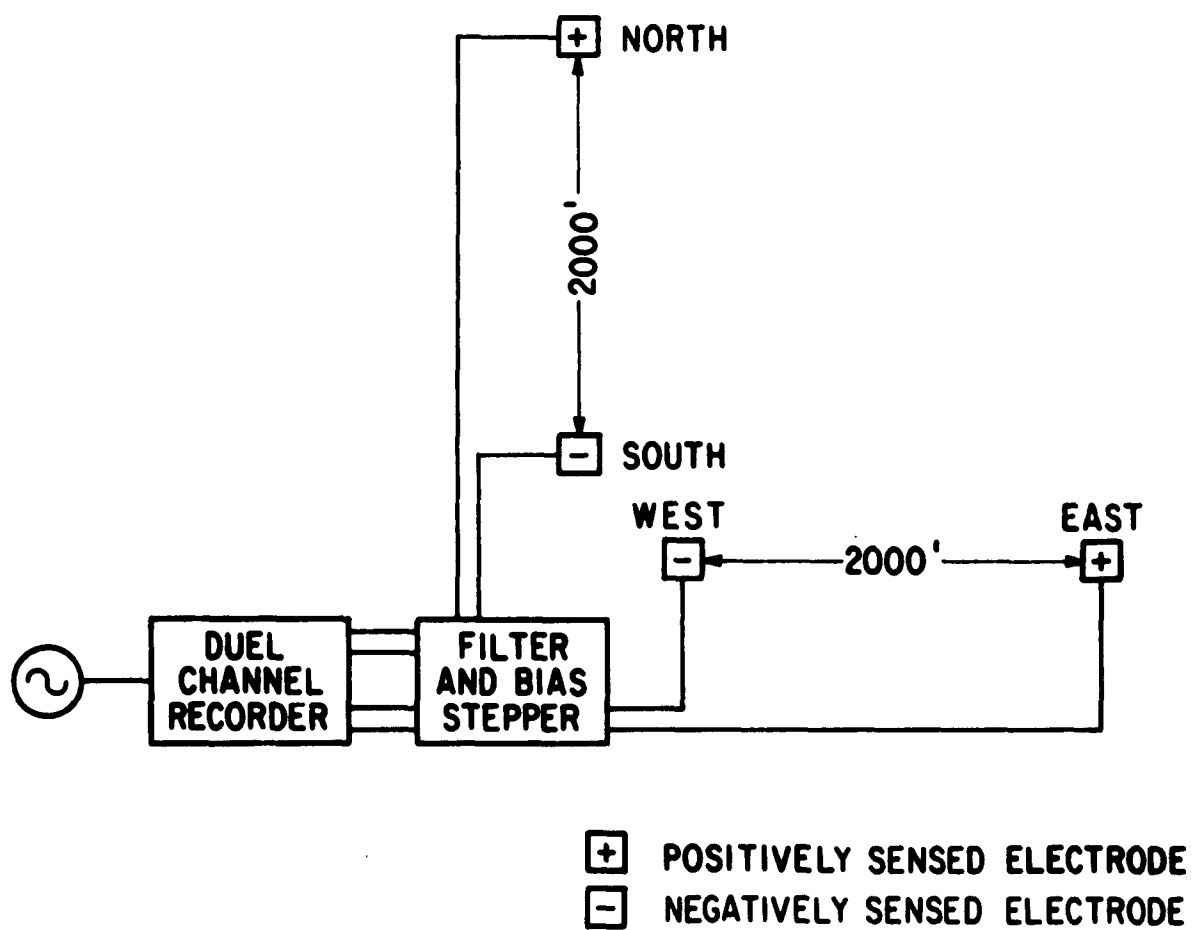 + NORTH
2000'
- SOUTH
WEST
EAST
-
2000'
+
DUEL
CHANNEL
RECORDER
FILTER
AND BIAS
STEPPER
+ POSITIVELY SENSED ELECTRODE
- NEGATIVELY SENSED ELECTRODE